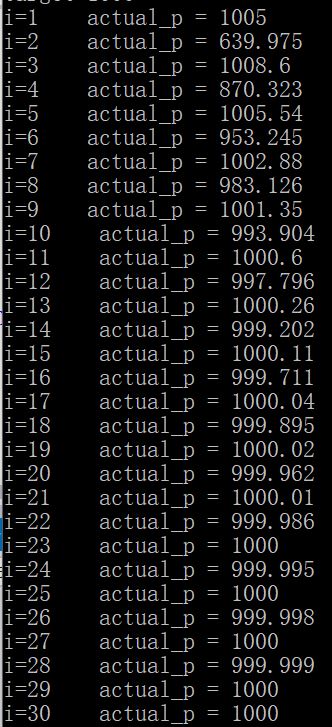 i=1    actual_p = 1005
i=2    actual_p = 639.975
i=3    actual_p = 1008.6
i=4    actual_p = 870.323
i=5    actual_p = 1005.54
i=6    actual_p = 953.245
i=7    actual_p = 1002.88
i=8    actual_p = 983.126
i=9    actual_p = 1001.35
i=10    actual_p = 993.904
i=11    actual_p = 1000.6
i=12    actual_p = 997.796
i=13    actual_p = 1000.26
i=14    actual_p = 999.202
i=15    actual_p = 1000.11
i=16    actual_p = 999.711
i=17    actual_p = 1000.04
i=18    actual_p = 999.895
i=19    actual_p = 1000.02
i=20    actual_p = 999.962
i=21    actual_p = 1000.01
i=22    actual_p = 999.986
i=23    actual_p = 1000
i=24    actual_p = 999.995
i=25    actual_p = 1000
i=26    actual_p = 999.998
i=27    actual_p = 1000
i=28    actual_p = 999.999
i=29    actual_p = 1000
i=30    actual_p = 1000